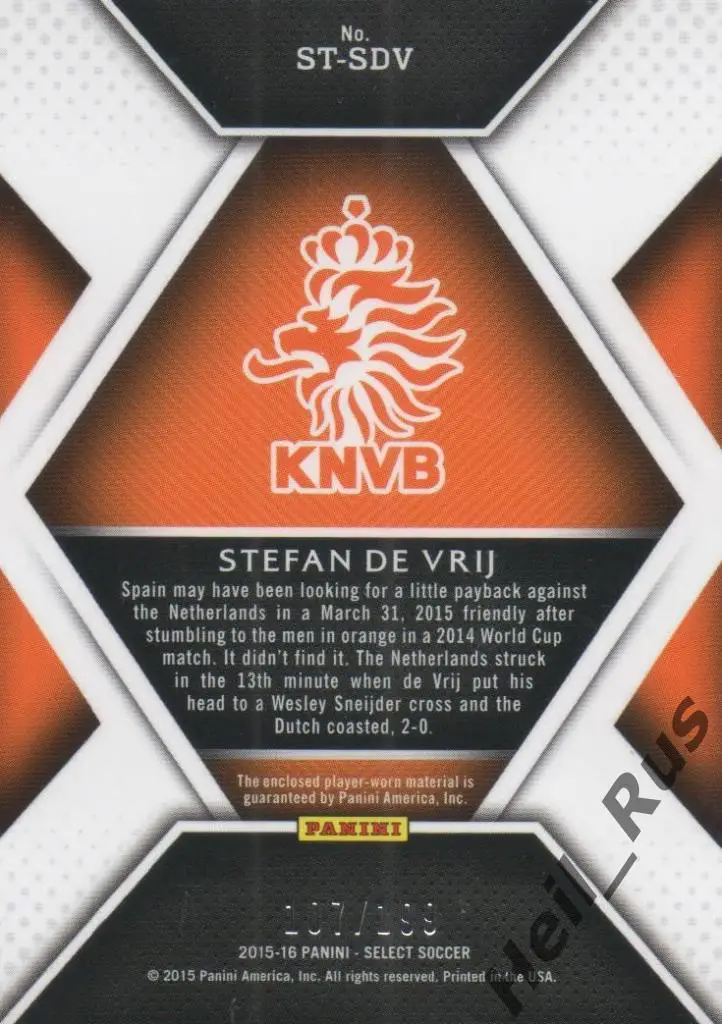 No.
ST-SDV
KNVB
STEFAN DE VRIJ
Spain may have been looking for a little payback against
the Netherlands in a March 31, 2015 friendly after
stumbling to the men in orange in a 2014 World Cup
match. It didn't find it. The Netherlands struck
in the 13th minute when de Vrij put his
head to a Wesley Sneijder cross and the
Dutch coasted, 2-0.
The enclosed player-worn material is
guaranteed by Panini America, Inc.
PANINI
2015-16 PANINI - SELECT SOCCER
© 2015 Panini America, Inc. All rights reserved. Printed in the USA.
Heil_Rus